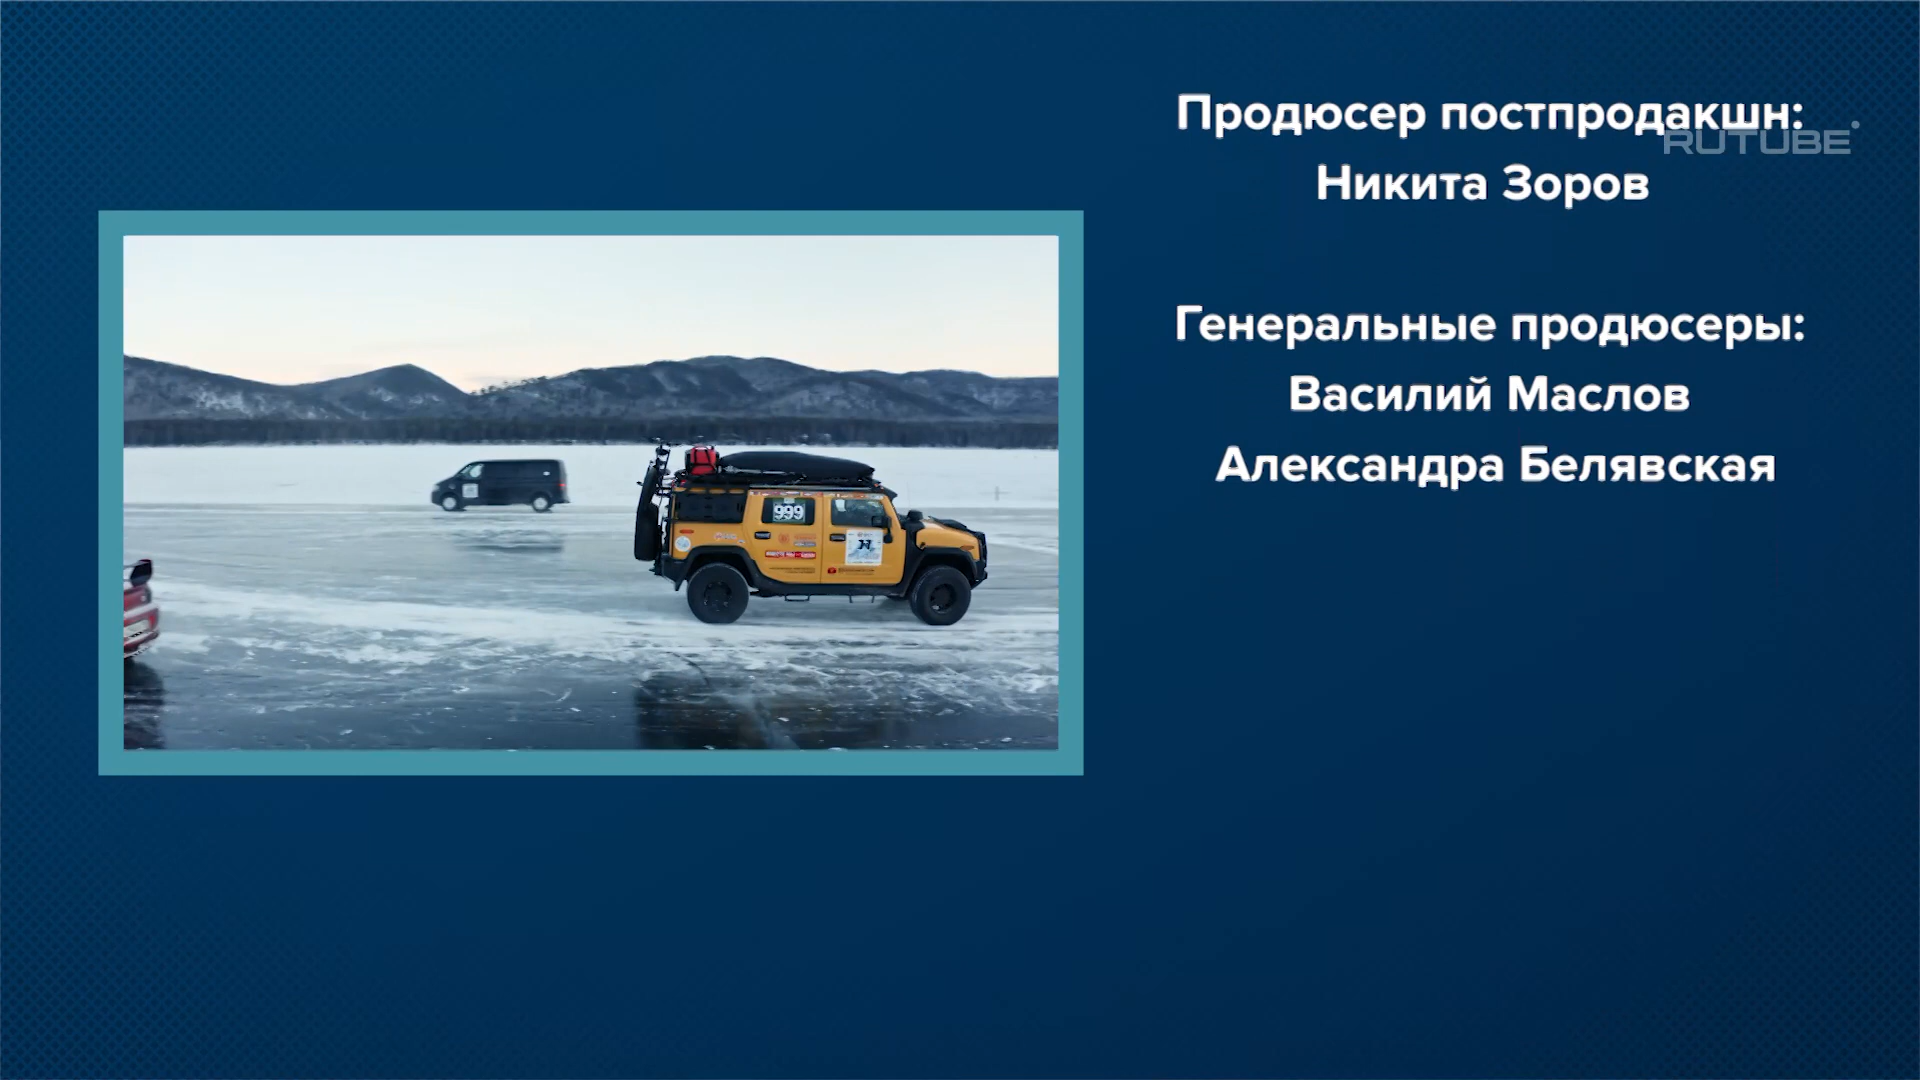 Продюсер постпродакшн:
RUTUBE
Никита Зоров
Генеральные продюсеры:
Василий Маслов
Александра Белявская
999